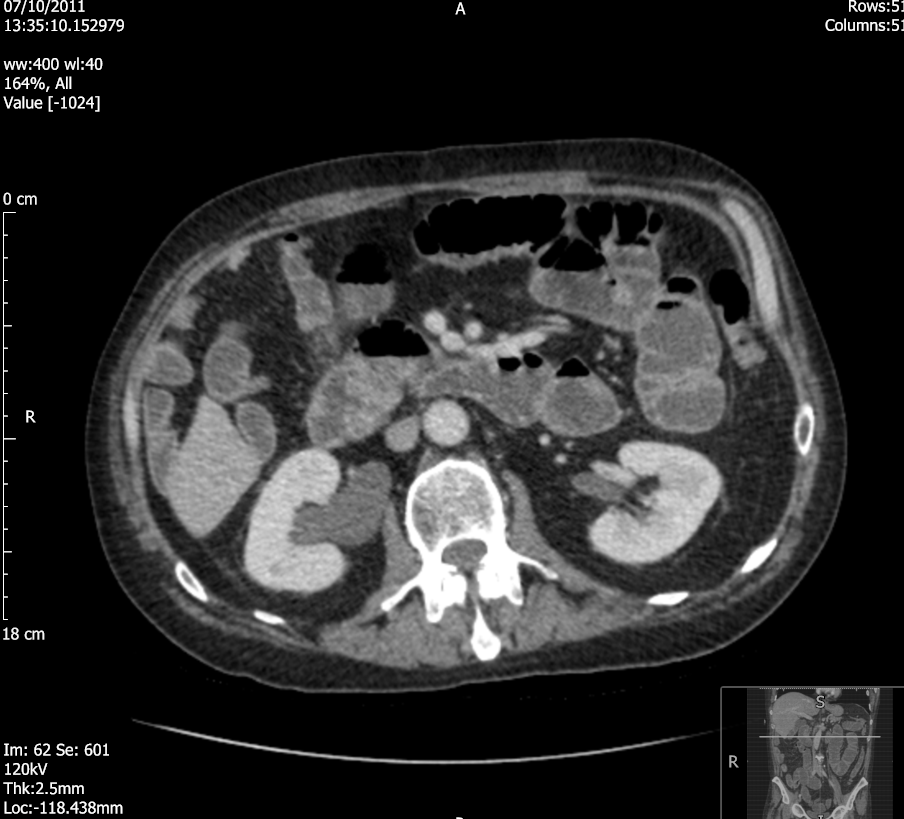 07/10/2011
13:35:10.152979
ww:400 wl:40
164%, All
Value [-1024]
A
Rows:51
Columns:51
0 cm
R
18 cm
Im: 62 Se: 601
120kV
Thk:2.5mm
Loc:-118.438mm
S
R